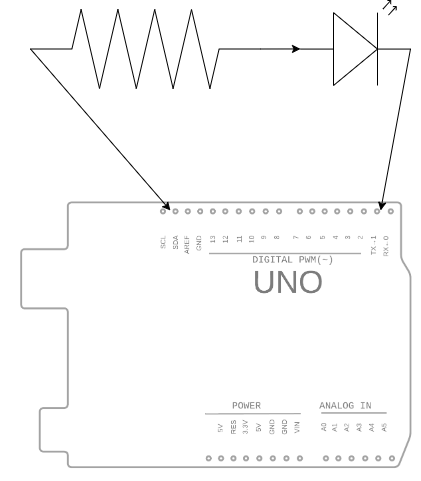 SCL SDA AREF GND 13 12 11 10 9 8 7 6 5 4 3 2 TX→1 RX←0
DIGITAL PWM(~)
UNO
POWER ANALOG IN
5V RES 3.3V 5V GND GND VIN A0 A1 A2 A3 A4 A5